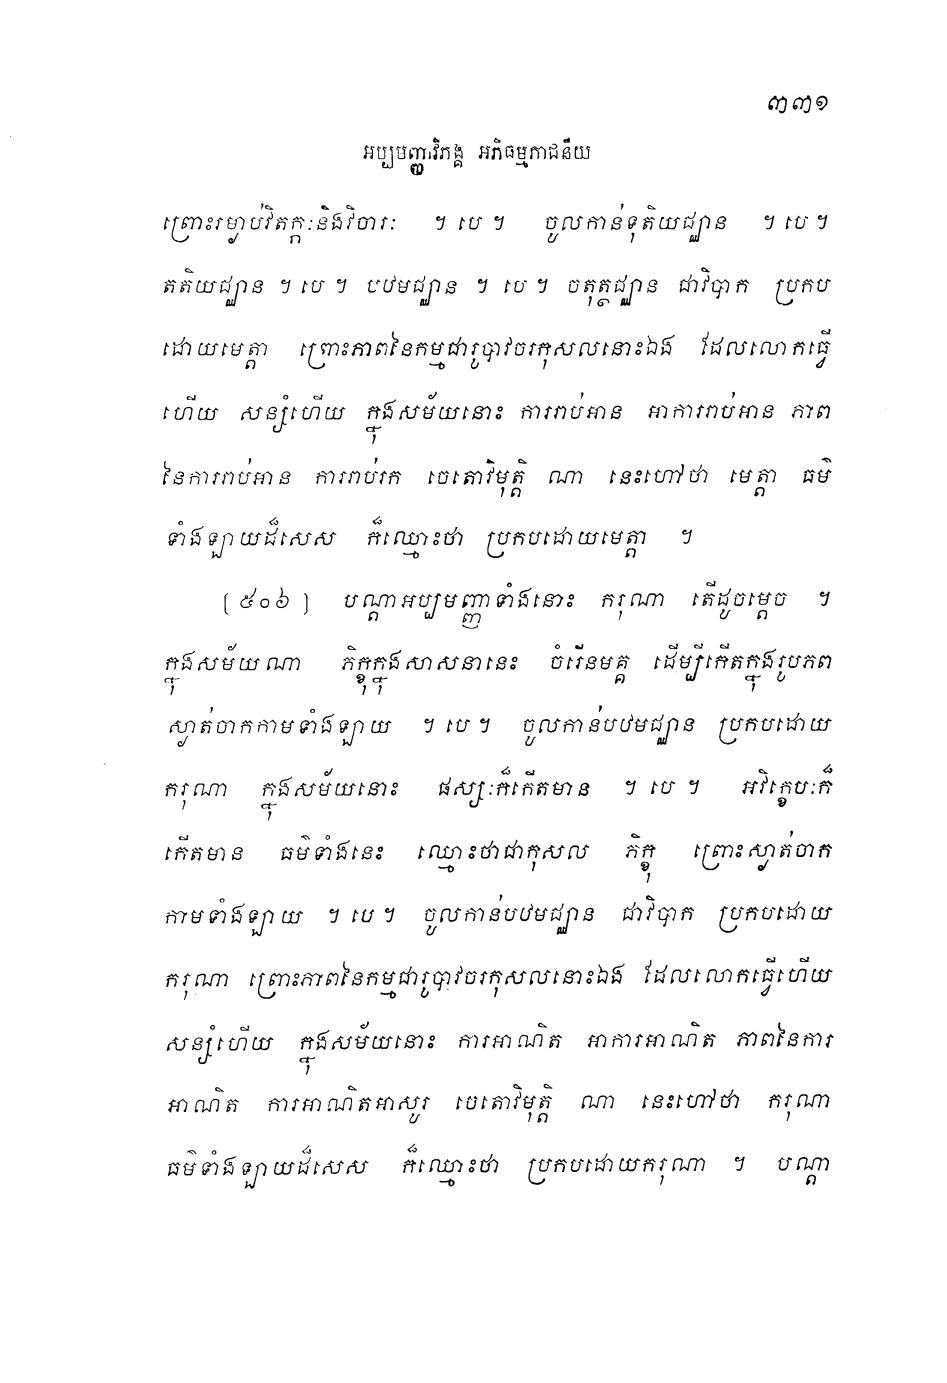 ៣៣១
អប្បមញ្ញាវិភង្គ អភិធម្មភាជនីយ
ព្រោះរម្ងាប់វិតក្កៈនិងវិចារៈ ។ បេ ។ ចូលកាន់ទុតិយជ្ឈាន ។ បេ ។
តតិយជ្ឈាន ។ បេ ។ បឋមជ្ឈាន ។ បេ ។ ចតុត្ថជ្ឈាន ជាវិបាក ប្រកប
ដោយមេត្តា ព្រោះភាពនៃកម្មជារូបាវចរកុសលនោះឯង ដែលលោកធ្វើ
ហើយ សន្សំហើយ ក្នុងសម័យនោះ ការរាប់អាន អាការរាប់អាន ភាព
នៃការរាប់អាន ការរាប់រក ចេតោវិមុត្តិ ណា នេះហៅថា មេត្តា ធម៌
ទាំងឡាយដ៏សេស ក៏ឈ្មោះថា ប្រកបដោយមេត្តា ។
[ ៥០៦ ] បណ្តាអប្បមញ្ញាទាំងនោះ ករុណា តើដូចម្តេច ។
ក្នុងសម័យណា ភិក្ខុក្នុងសាសនានេះ ចំរើនមគ្គ ដើម្បីកើតក្នុងរូបភព
ស្ងាត់ចាកកាមទាំងឡាយ ។ បេ ។ ចូលកាន់បឋមជ្ឈាន ប្រកបដោយ
ករុណា ក្នុងសម័យនោះ ផស្សៈក៏កើតមាន ។ បេ ។ អវិក្ខេបៈក៏
កើតមាន ធម៌ទាំងនេះ ឈ្មោះថាជាកុសល ភិក្ខុ ព្រោះស្ងាត់ចាក
កាមទាំងឡាយ ។ បេ ។ ចូលកាន់បឋមជ្ឈាន ជាវិបាក ប្រកបដោយ
ករុណា ព្រោះភាពនៃកម្មជារូបាវចរកុសលនោះឯង ដែលលោកធ្វើហើយ
សន្សំហើយ ក្នុងសម័យនោះ ការអាណិត អាការអាណិត ភាពនៃការ
អាណិត ការអាណិតអាសូរ ចេតោវិមុត្តិ ណា នេះហៅថា ករុណា
ធម៌ទាំងឡាយដ៏សេស ក៏ឈ្មោះថា ប្រកបដោយករុណា ។ បណ្តា